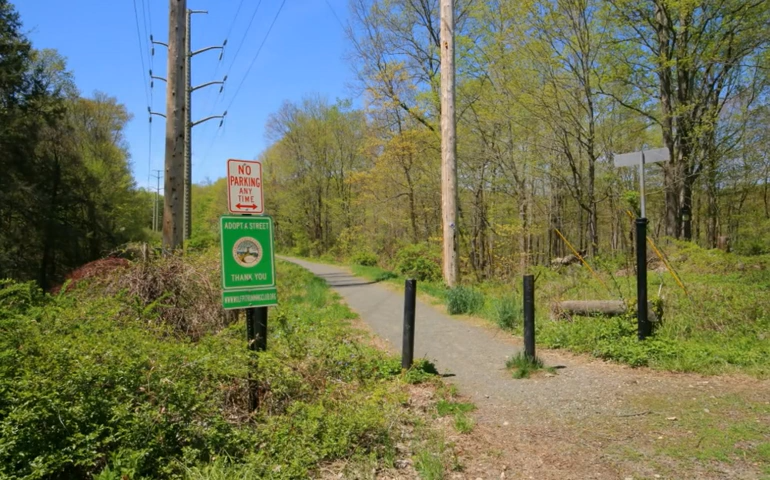 NO
PARKING
ANY
TIME
ADOPT A STREET
THANK YOU